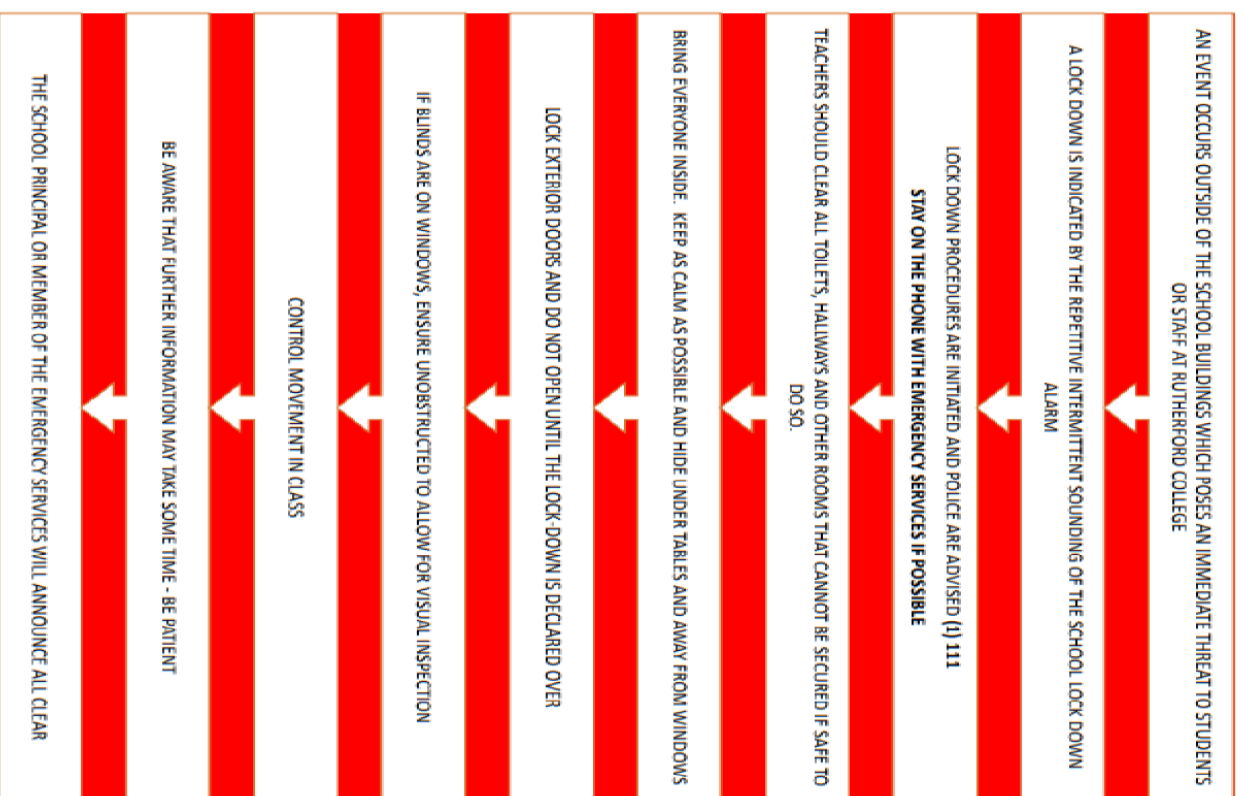 AN EVENT OCCURS OUTSIDE OF THE SCHOOL BUILDINGS WHICH POSES AN IMMEDIATE THREAT TO STUDENTS
OR STAFF AT RUTHERFORD COLLEGE
A LOCK DOWN IS INDICATED BY THE REPETITIVE INTERMITTENT SOUNDING OF THE SCHOOL LOCK DOWN
ALARM
LOCK DOWN PROCEDURES ARE INITIATED AND POLICE ARE ADVISED (1) 111
STAY ON THE PHONE WITH EMERGENCY SERVICES IF POSSIBLE
TEACHERS SHOULD CLEAR ALL TOILETS, HALLWAYS AND OTHER ROOMS THAT CANNOT BE SECURED IF SAFE TO
DO SO.
BRING EVERYONE INSIDE. KEEP AS CALM AS POSSIBLE AND HIDE UNDER TABLES AND AWAY FROM WINDOWS
LOCK EXTERIOR DOORS AND DO NOT OPEN UNTIL THE LOCK-DOWN IS DECLARED OVER
IF BLINDS ARE ON WINDOWS, ENSURE UNOBSTRUCTED TO ALLOW FOR VISUAL INSPECTION
CONTROL MOVEMENT IN CLASS
BE AWARE THAT FURTHER INFORMATION MAY TAKE SOME TIME - BE PATIENT
THE SCHOOL PRINCIPAL OR MEMBER OF THE EMERGENCY SERVICES WILL ANNOUNCE ALL CLEAR